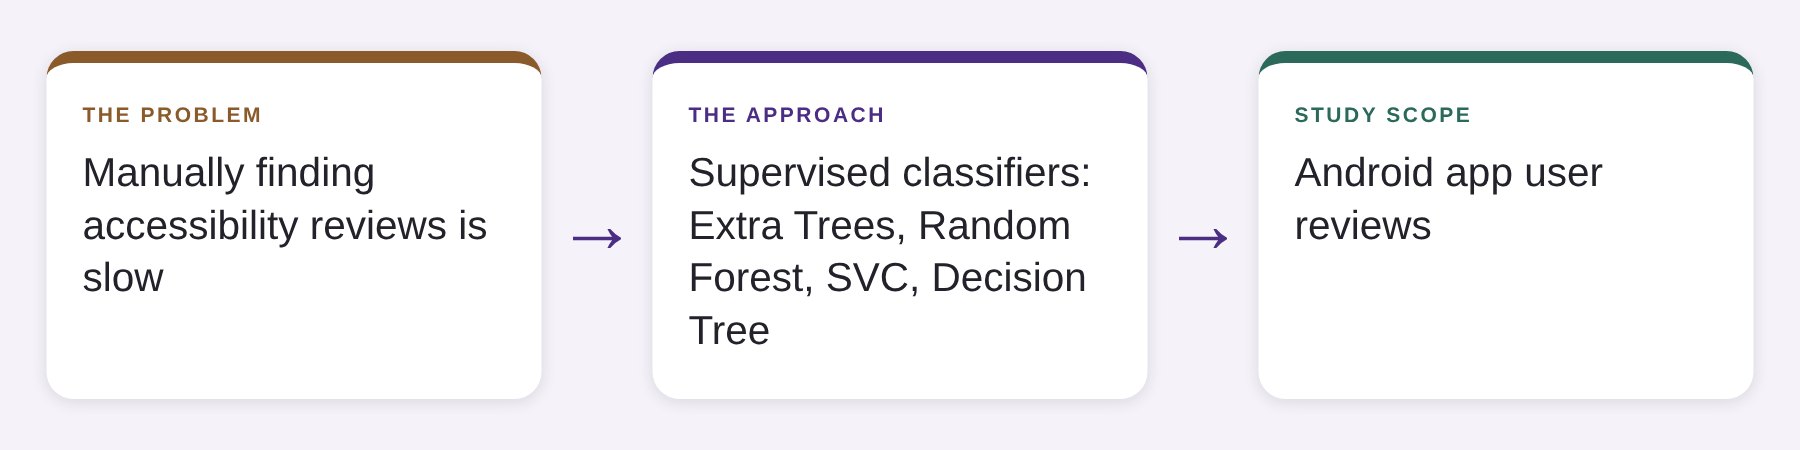 THE PROBLEM
Manually finding
accessibility reviews is
slow
→
THE APPROACH
Supervised classifiers:
Extra Trees, Random
Forest, SVC, Decision
Tree
→
STUDY SCOPE
Android app user
reviews